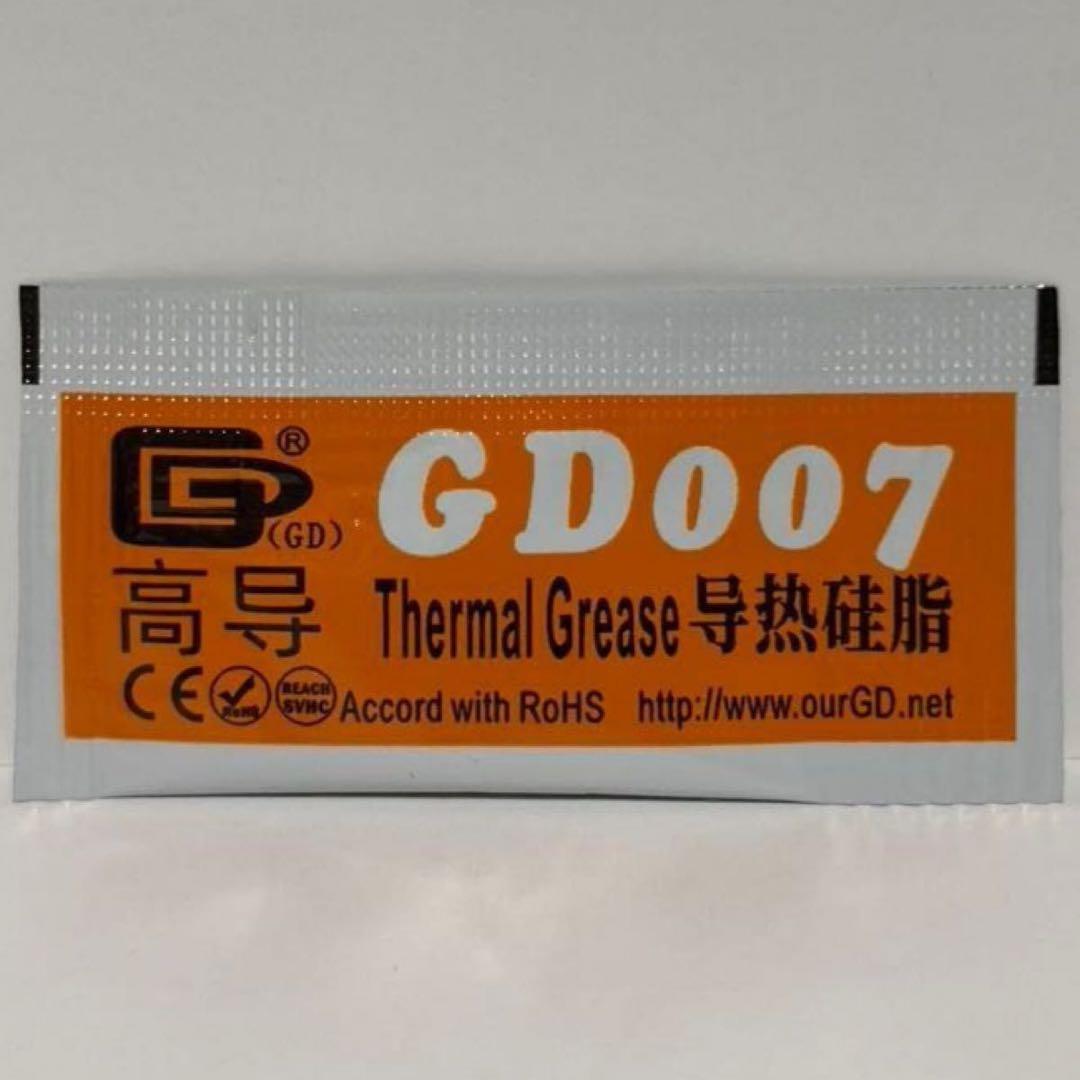 GD® GD007
(GD)
高导 Thermal Grease 导热硅脂
CE RoHS REACH SVHC Accord with RoHS http://www.ourGD.net